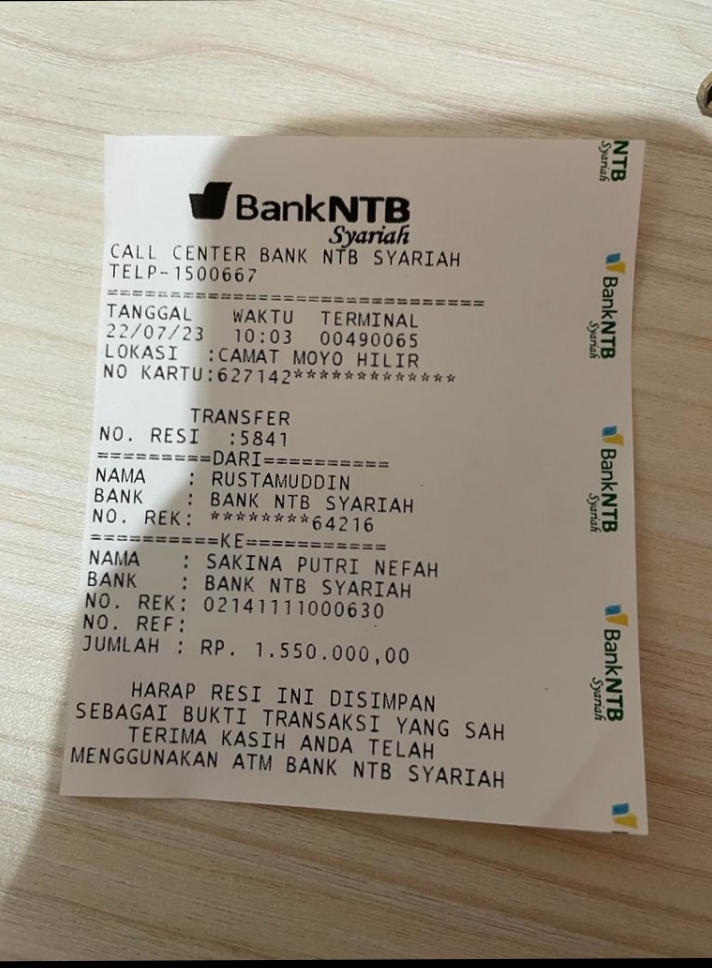 BankNTB
Syariah
CALL CENTER BANK NTB SYARIAH
TELP-1500667
==============================
TANGGAL WAKTU TERMINAL
22/07/23 10:03 00490065
LOKASI :CAMAT MOYO HILIR
NO KARTU:627142*************
TRANSFER
NO. RESI :5841
=========DARI==========
NAMA : RUSTAMUDDIN
BANK : BANK NTB SYARIAH
NO. REK: ********64216
==========KE===========
NAMA : SAKINA PUTRI NEFAH
BANK : BANK NTB SYARIAH
NO. REK: 02141111000630
NO. REF:
JUMLAH : RP. 1.550.000,00
HARAP RESI INI DISIMPAN
SEBAGAI BUKTI TRANSAKSI YANG SAH
TERIMA KASIH ANDA TELAH
MENGGUNAKAN ATM BANK NTB SYARIAH
NTB
Syariah
BankNTB
Syariah
BankNTB
Syariah
BankNTB
Syariah